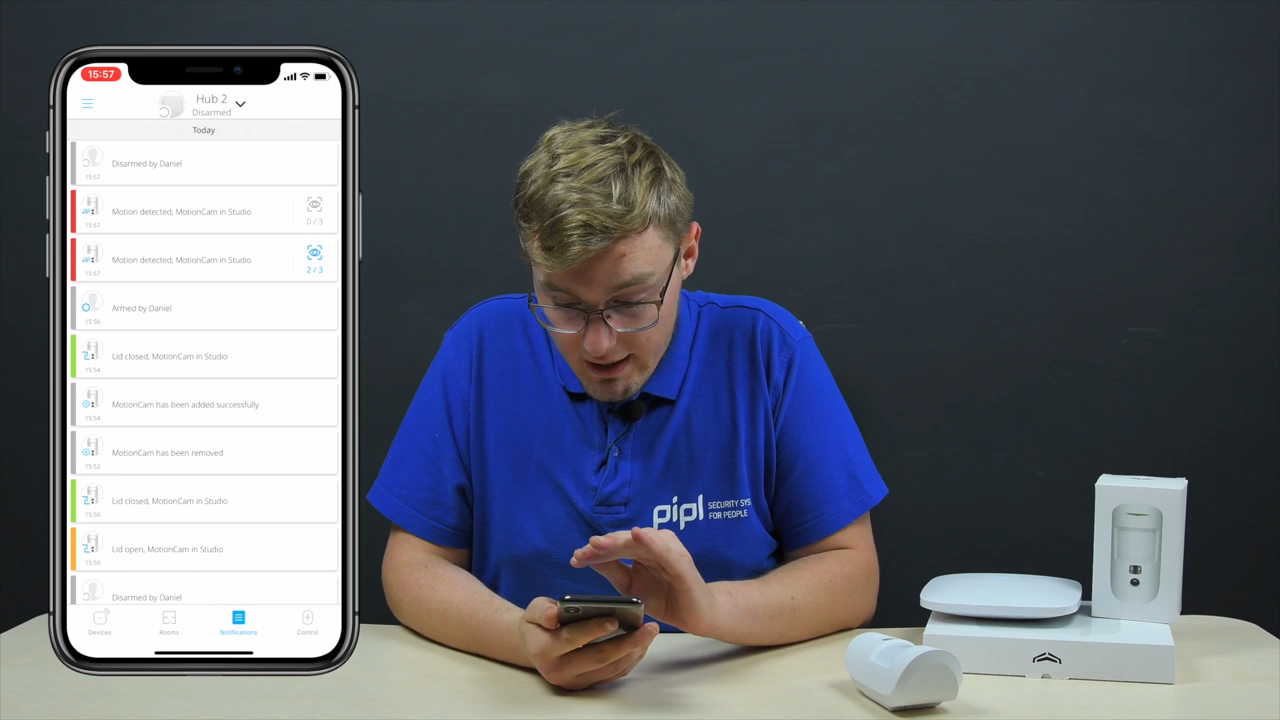 15:57
Hub 2
Disarmed
Today
Disarmed by Daniel
15:57
Motion detected, MotionCam in Studio
0 / 3
15:57
Motion detected, MotionCam in Studio
2 / 3
15:57
Armed by Daniel
15:56
Lid closed, MotionCam in Studio
15:54
MotionCam has been added successfully
15:54
MotionCam has been removed
15:52
Lid closed, MotionCam in Studio
15:50
Lid open, MotionCam in Studio
15:50
Disarmed by Daniel
Devices
Rooms
Notifications
Control
pipl
SECURITY SYS
FOR PEOPLE